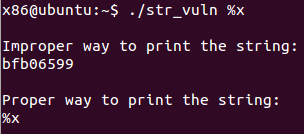 x86@ubuntu:~$ ./str_vuln %x
Improper way to print the string:
bfb06599
Proper way to print the string:
%x